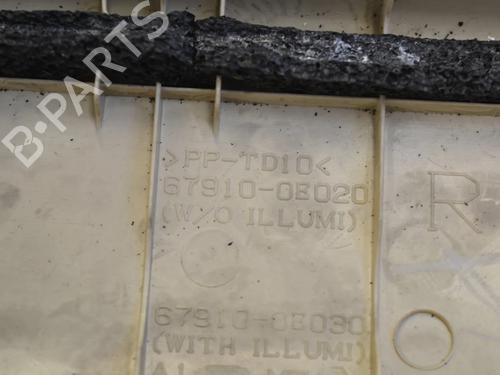 B-PARTS
>PP-TD10<
67910-0E020
(W/O ILLUMI)
R
67910-0E030
(WITH ILLUMI)